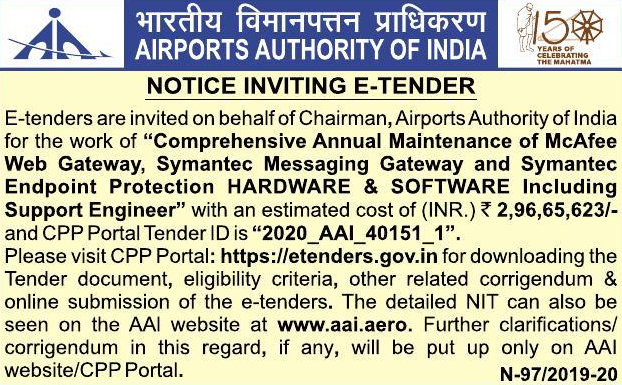 भारतीय विमानपत्तन प्राधिकरण
AIRPORTS AUTHORITY OF INDIA
150
YEARS OF
CELEBRATING
THE MAHATMA
NOTICE INVITING E-TENDER
E-tenders are invited on behalf of Chairman, Airports Authority of India
for the work of “Comprehensive Annual Maintenance of McAfee
Web Gateway, Symantec Messaging Gateway and Symantec
Endpoint Protection HARDWARE & SOFTWARE Including
Support Engineer” with an estimated cost of (INR.) ₹ 2,96,65,623/-
and CPP Portal Tender ID is “2020_AAI_40151_1”.
Please visit CPP Portal: https://etenders.gov.in for downloading the
Tender document, eligibility criteria, other related corrigendum &
online submission of the e-tenders. The detailed NIT can also be
seen on the AAI website at www.aai.aero. Further clarifications/
corrigendum in this regard, if any, will be put up only on AAI
website/CPP Portal.
N-97/2019-20